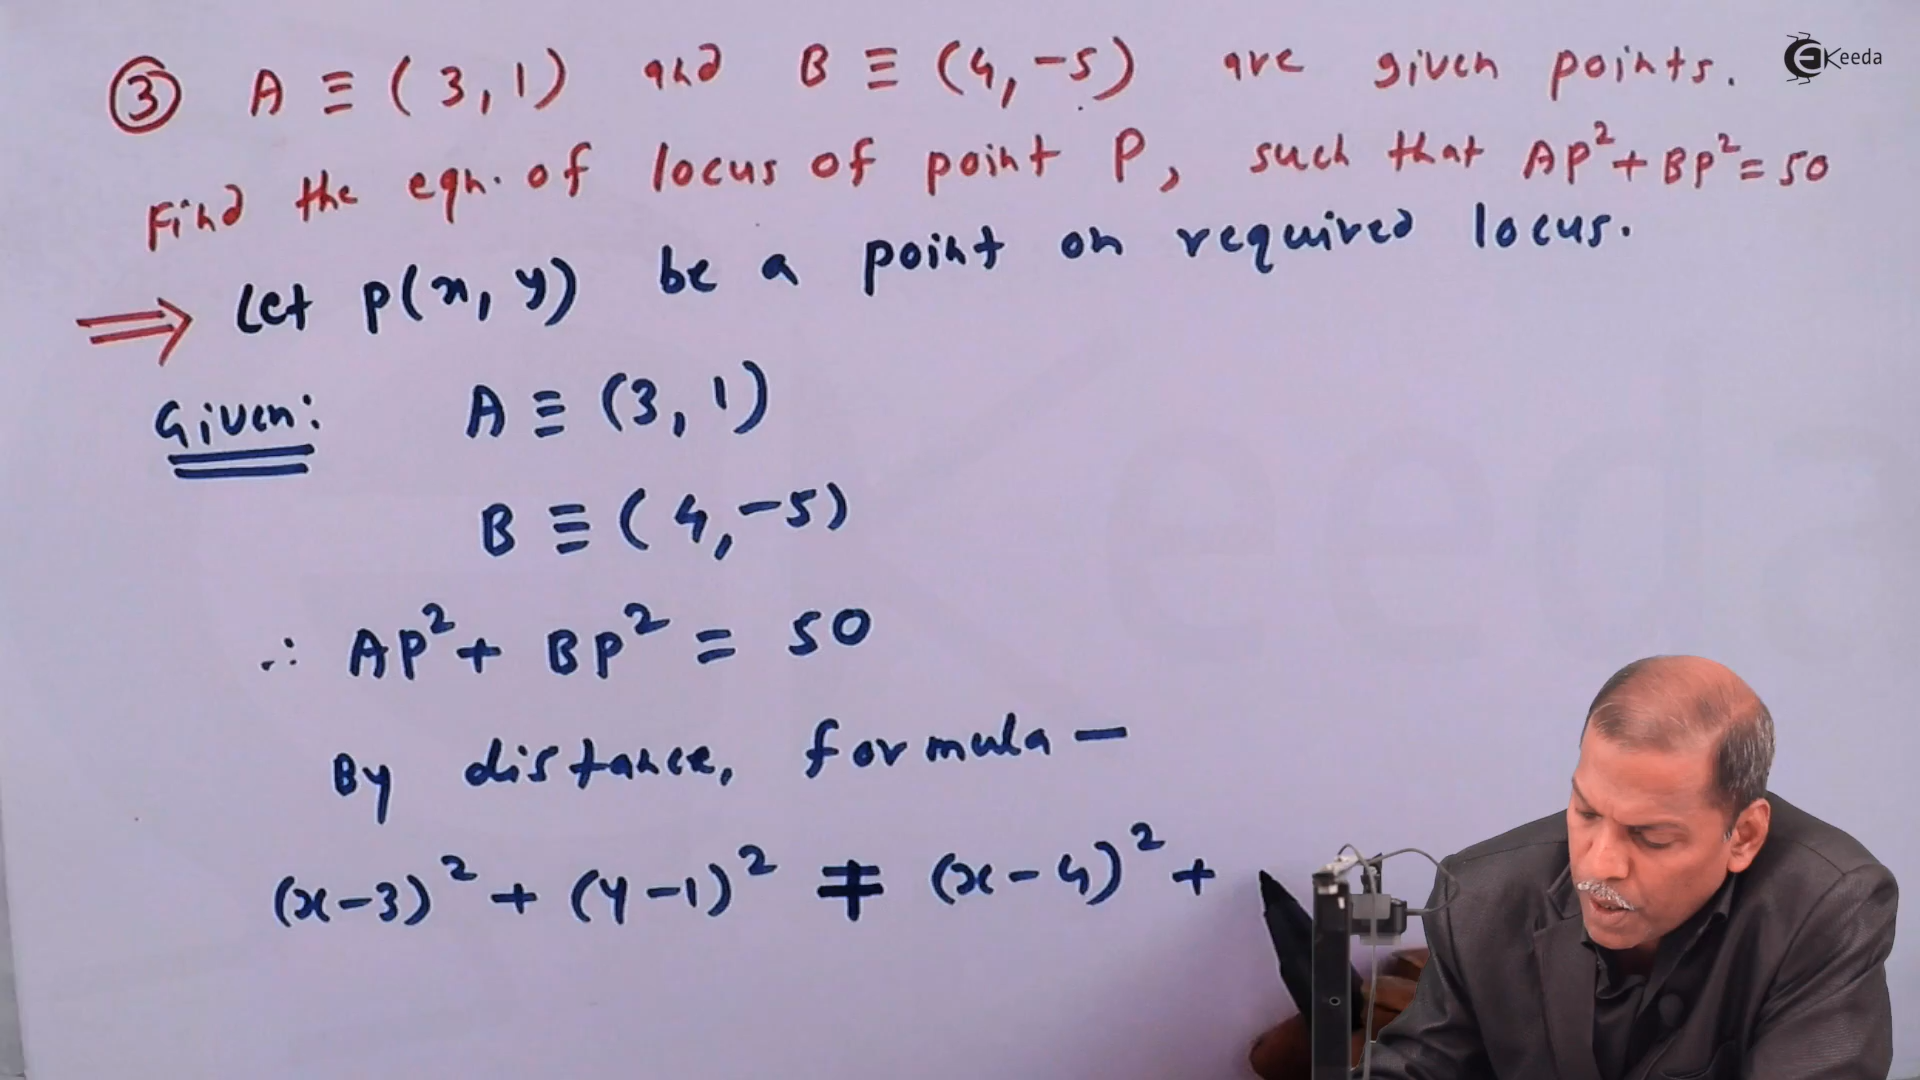 ③ A ≡ (3, 1) and B ≡ (4, -5) are given points.
EKeeda
Find the eqn. of locus of point P, such that AP²+BP²=50
⟹ Let p(x, y) be a point on required locus.
Given: A ≡ (3, 1)
B ≡ (4, -5)
∴ AP² + BP² = 50
By distance, formula —
(x-3)² + (y-1)² + (x-4)² +